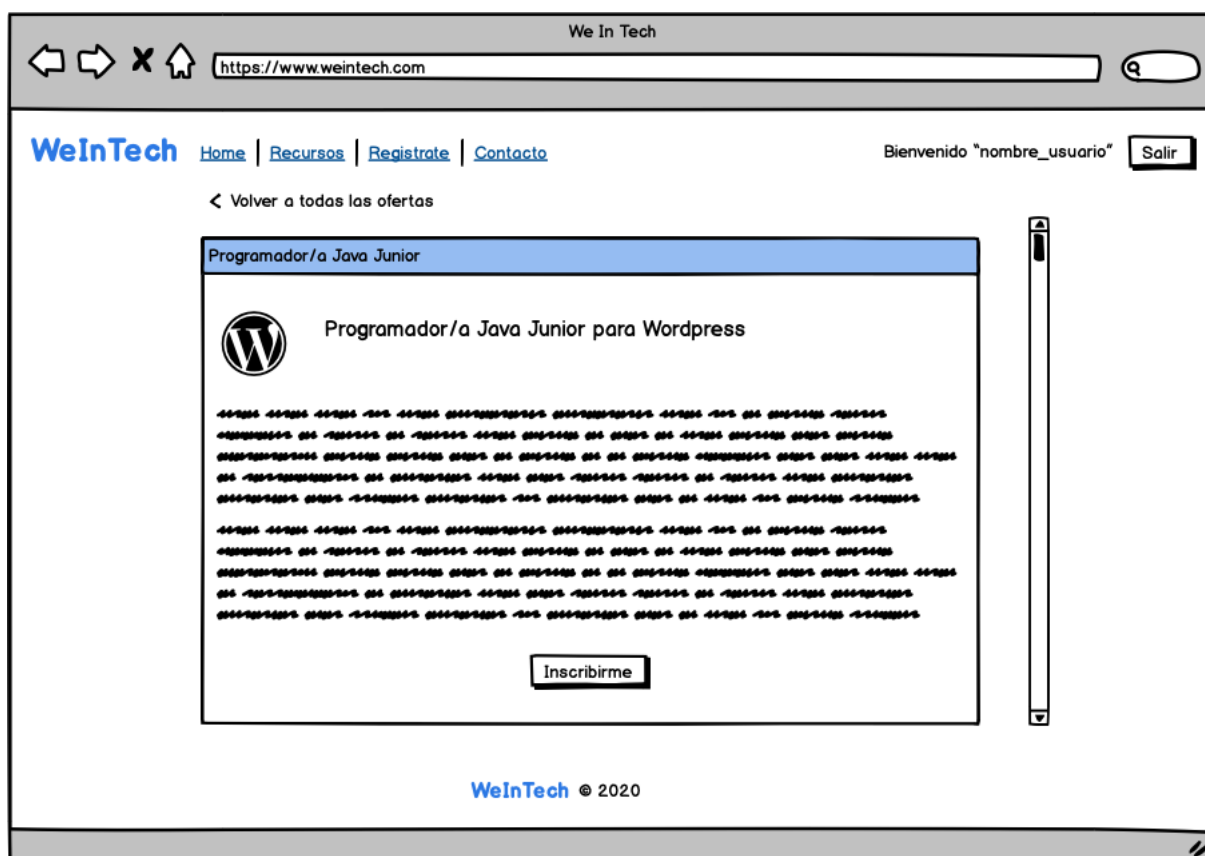 We In Tech
https://www.weintech.com
WeInTech Home Recursos Registrate Contacto Bienvenido “nombre_usuario” Salir
Volver a todas las ofertas
Programador/a Java Junior
Programador/a Java Junior para Wordpress
Inscribirme
WeInTech © 2020